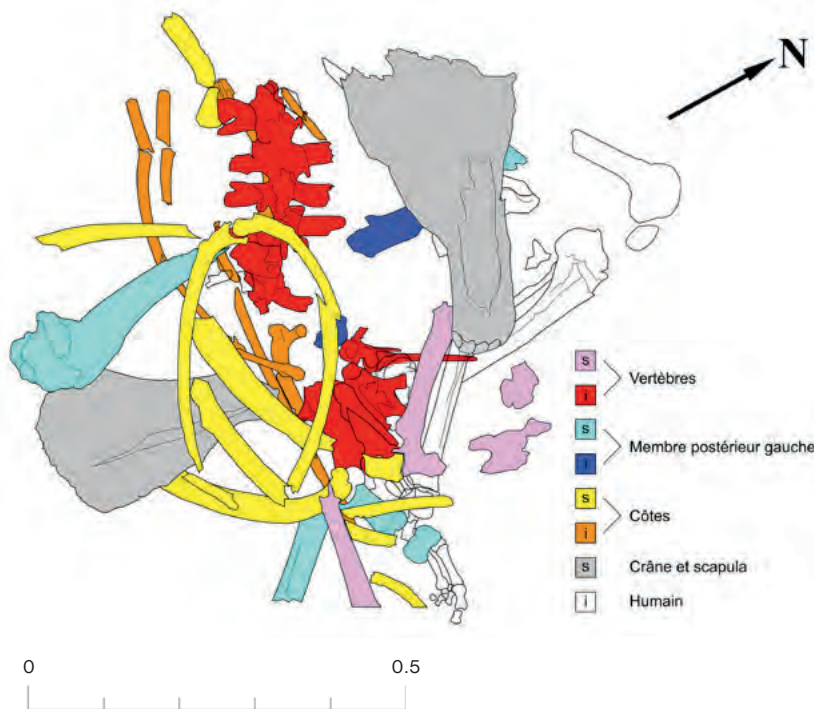 N
s
i Vertèbres
s
i Membre postérieur gauche
s
i Côtes
s Crâne et scapula
i Humain
0 0.5